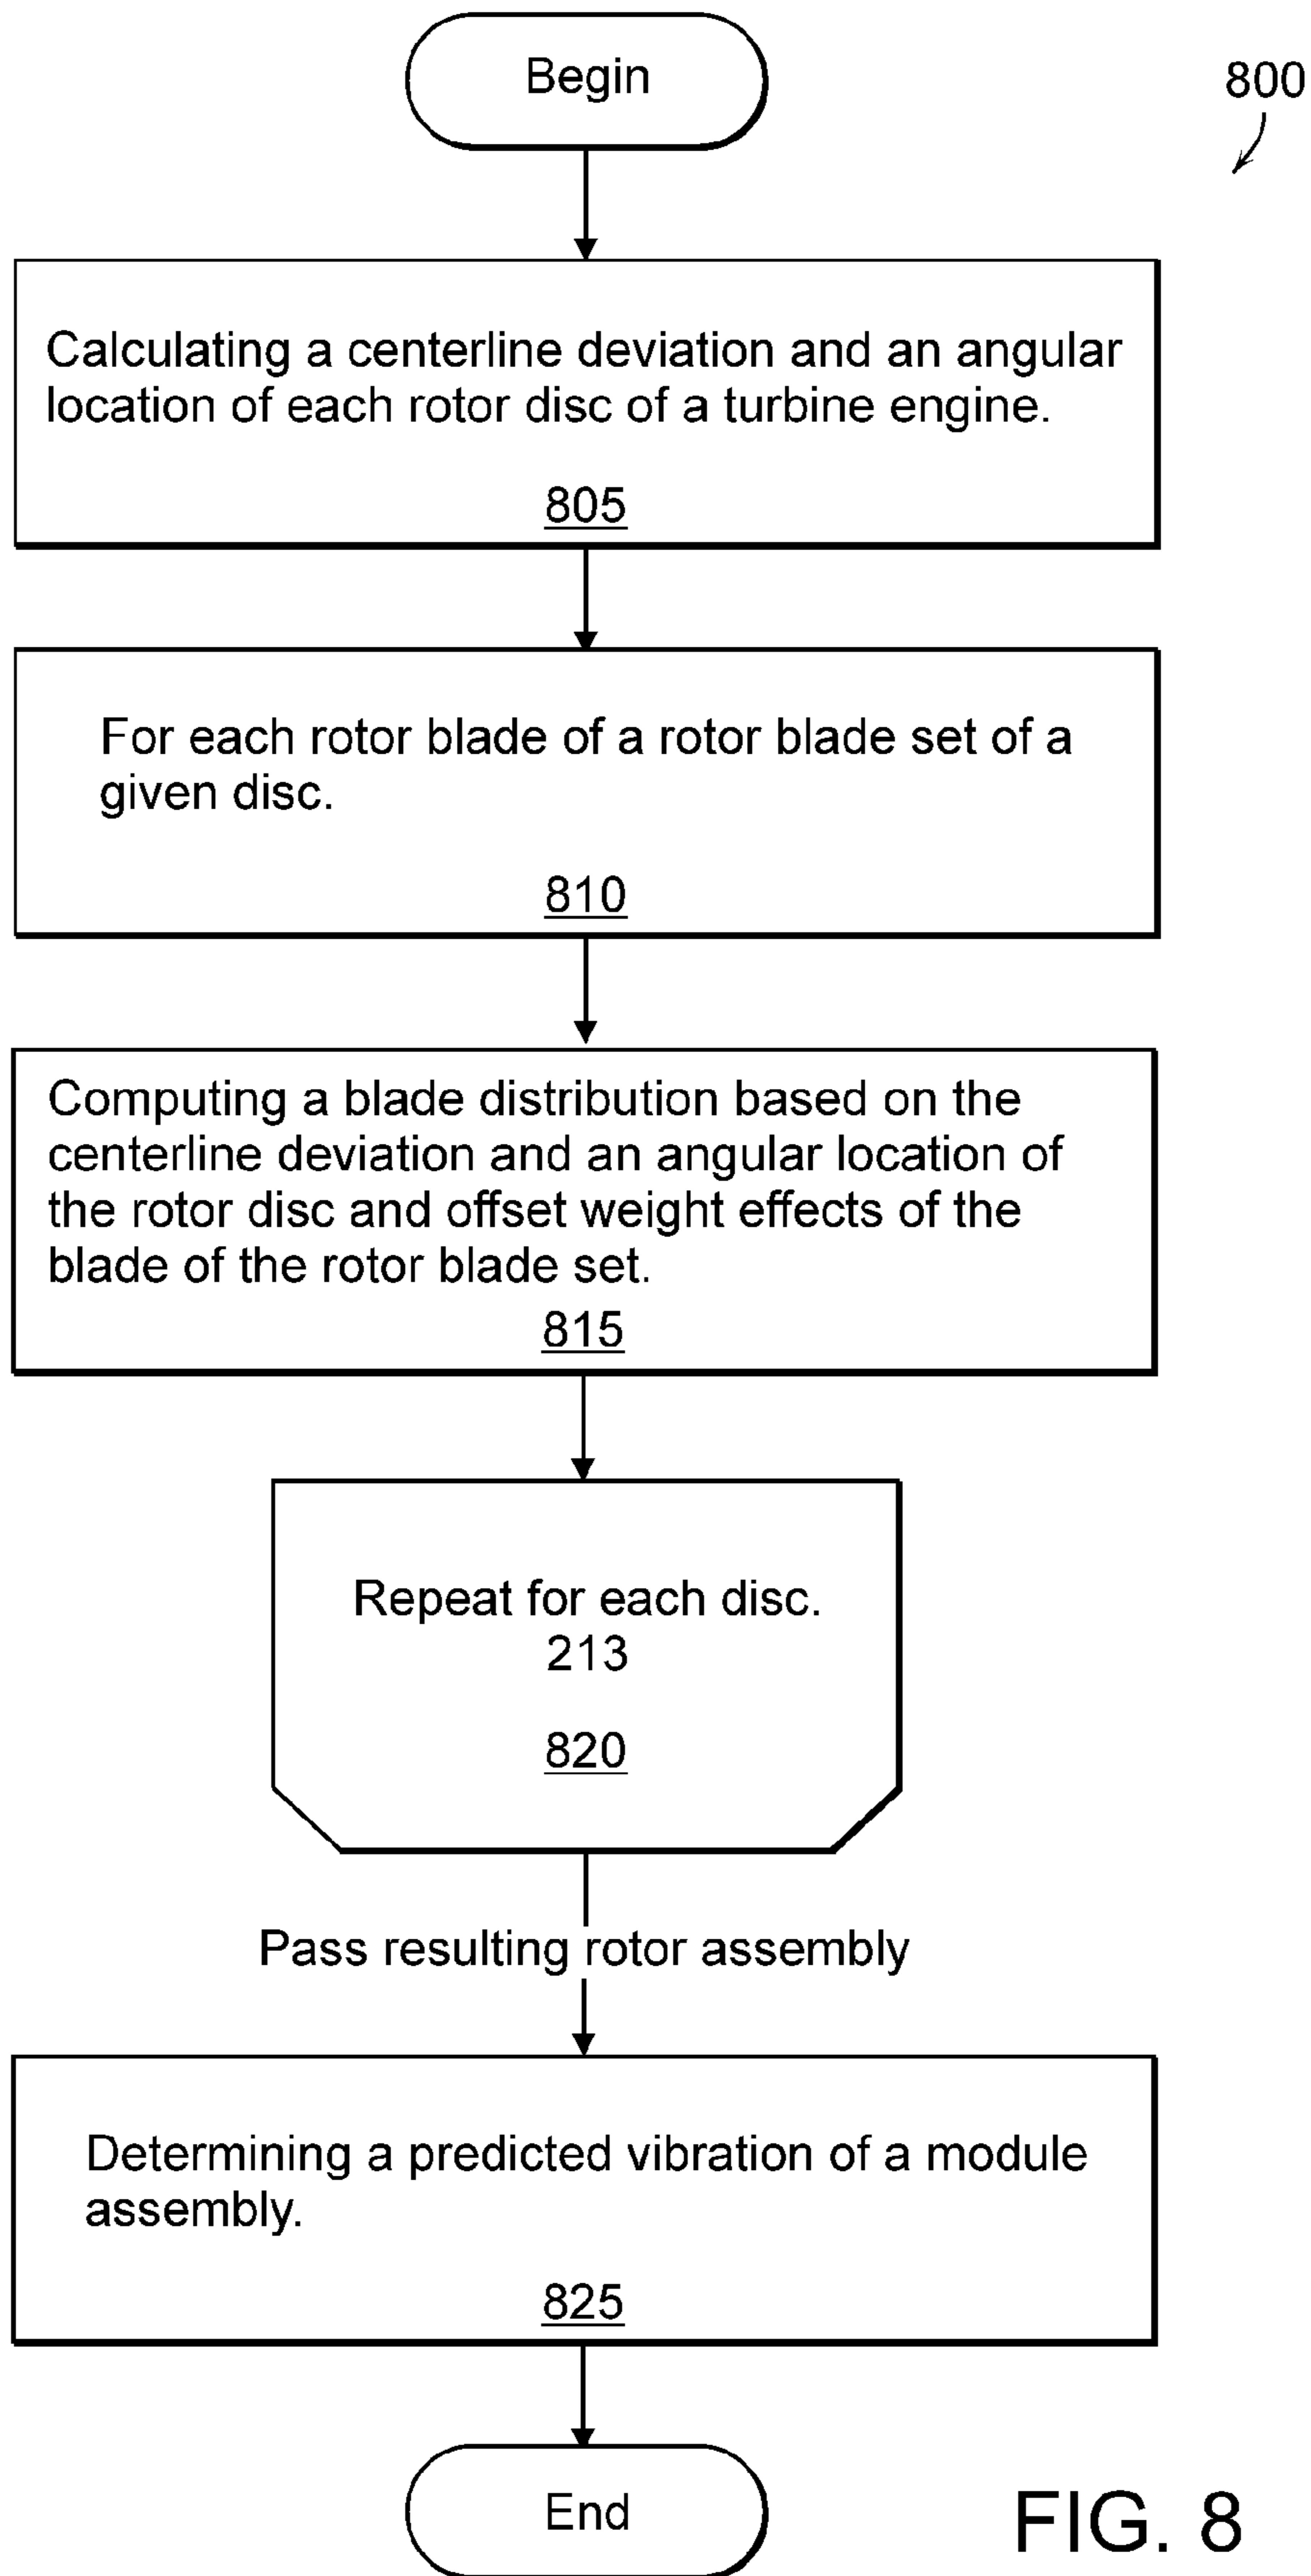 Begin
800
Calculating a centerline deviation and an angular
location of each rotor disc of a turbine engine.
805
For each rotor blade of a rotor blade set of a
given disc.
810
Computing a blade distribution based on the
centerline deviation and an angular location of
the rotor disc and offset weight effects of the
blade of the rotor blade set.
815
Repeat for each disc.
213
820
Pass resulting rotor assembly
Determining a predicted vibration of a module
assembly.
825
End
FIG. 8